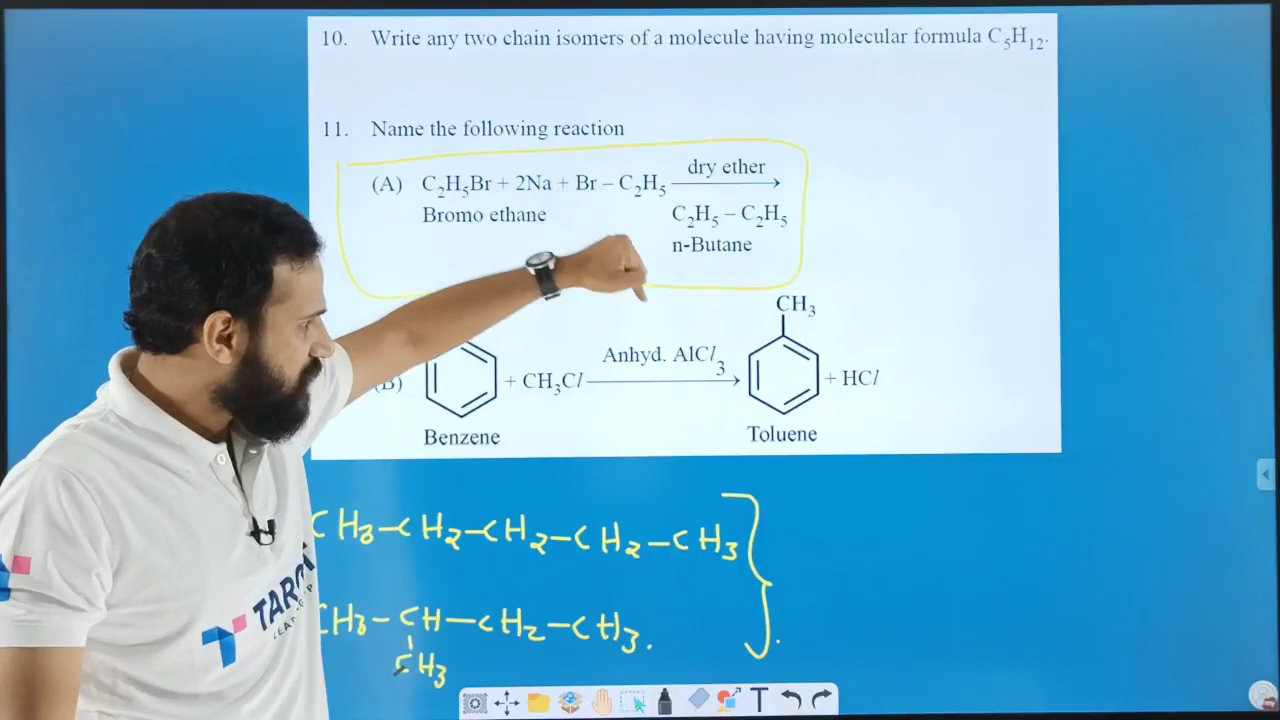 10. Write any two chain isomers of a molecule having molecular formula C₅H₁₂.
11. Name the following reaction
(A) C₂H₅Br + 2Na + Br – C₂H₅ dry ether →
Bromo ethane
C₂H₅ – C₂H₅
n-Butane
CH₃
(B) + CH₃Cl Anhyd. AlCl₃ → + HCl
Benzene Toluene
CH₃-CH₂-CH₂-CH₂-CH₃
CH₃-CH-CH₂-CH₃.
CH₃
T